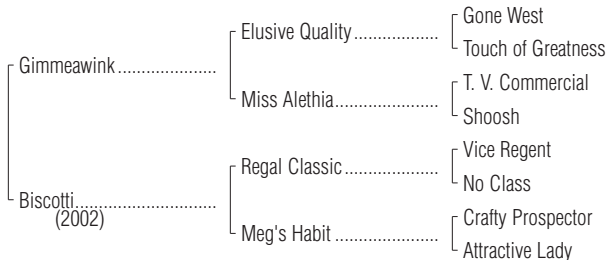 Gone West
Elusive Quality
Touch of Greatness
Gimmeawink
T. V. Commercial
Miss Alethia
Shoosh
Vice Regent
Regal Classic
No Class
Biscotti
(2002)
Crafty Prospector
Meg's Habit
Attractive Lady